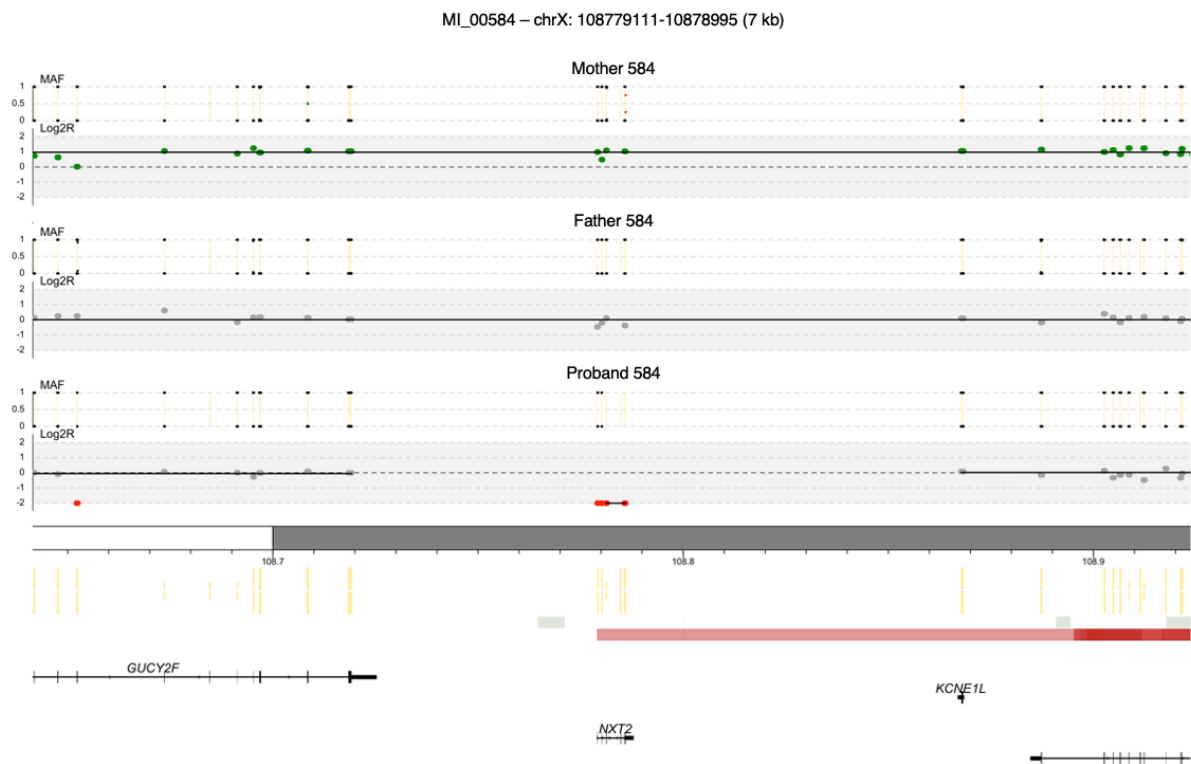 MI_00584 – chrX: 108779111-10878995 (7 kb)
Mother 584
MAF
1
0.5
0
Log2R
2
1
0
-1
-2
Father 584
MAF
1
0.5
0
Log2R
2
1
0
-1
-2
Proband 584
MAF
1
0.5
0
Log2R
2
1
0
-1
-2
108.7 108.8 108.9
GUCY2F
KCNE1L
NXT2